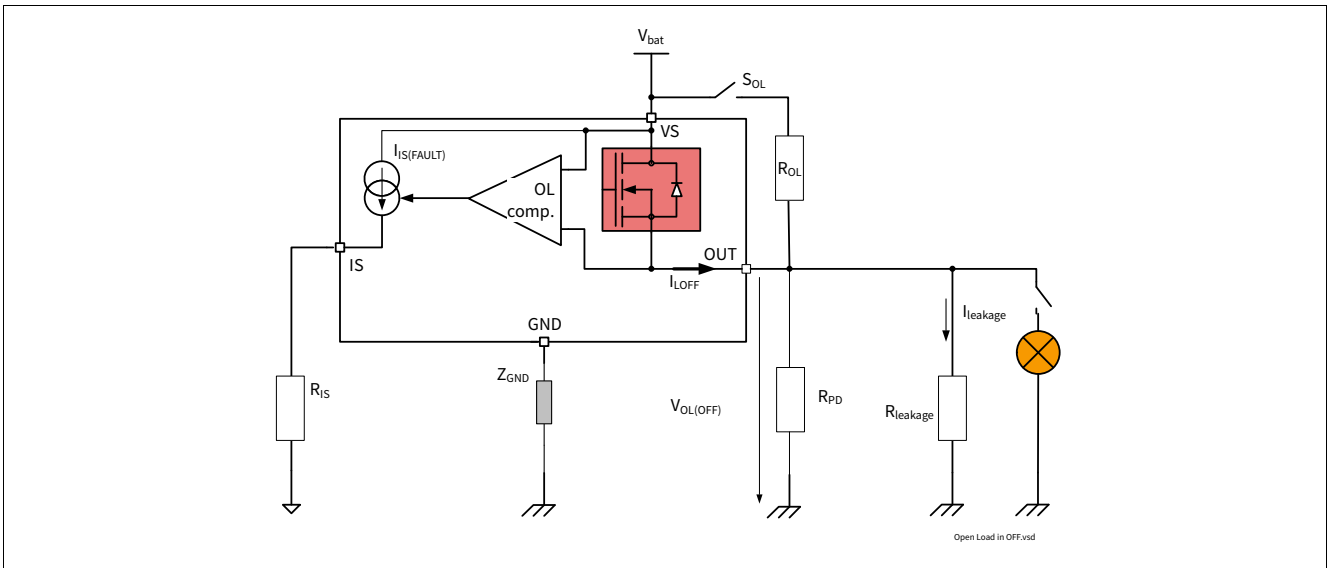 Vbat
SOL
VS
IIS(FAULT)
ROL
OL
comp.
OUT
IS
ILOFF
Ileakage
GND
ZGND
RIS
VOL(OFF)
RPD
Rleakage
Open Load in OFF.vsd